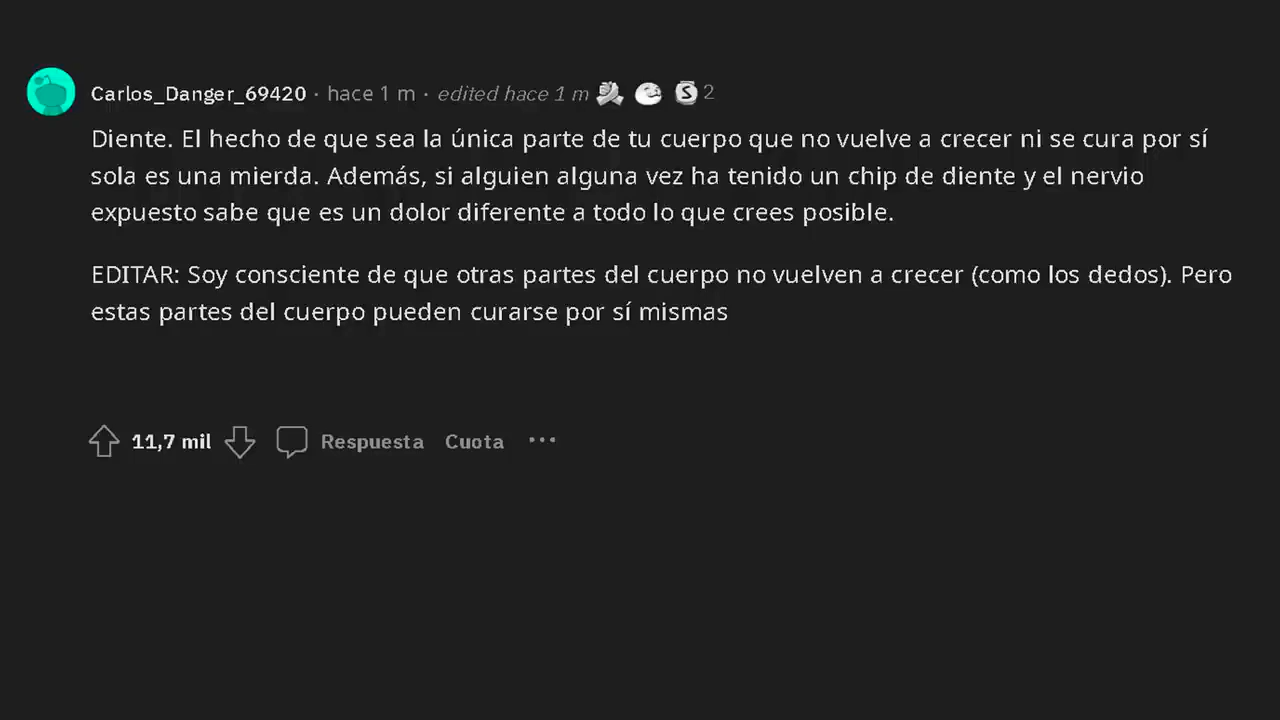 Carlos_Danger_69420 · hace 1 m · edited hace 1 m S 2
Diente. El hecho de que sea la única parte de tu cuerpo que no vuelve a crecer ni se cura por sí
sola es una mierda. Además, si alguien alguna vez ha tenido un chip de diente y el nervio
expuesto sabe que es un dolor diferente a todo lo que crees posible.
EDITAR: Soy consciente de que otras partes del cuerpo no vuelven a crecer (como los dedos). Pero
estas partes del cuerpo pueden curarse por sí mismas
11,7 mil Respuesta Cuota ···